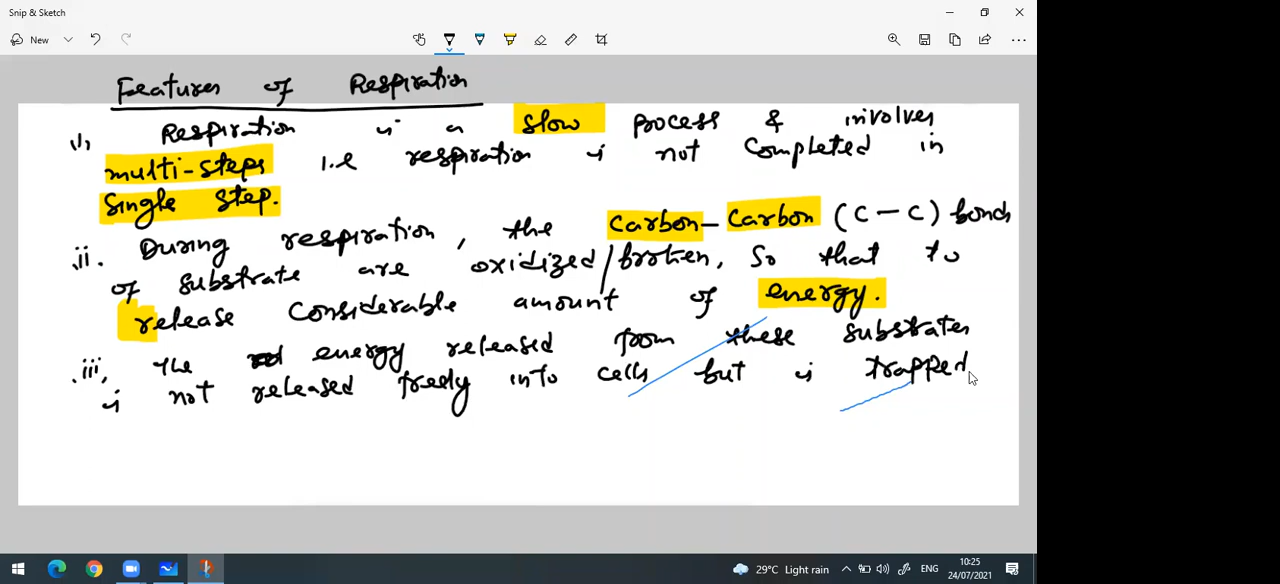 Snip & Sketch
New
Features of Respiration
i), Respiration is a slow process & involves
multi-steps i.e respiration is not completed in
Single step.
ii. During respiration, the Carbon - Carbon (C - C) bonds
of substrate are oxidized/broken, So that to
release considerable amount of energy.
iii, The energy released from these substrates
is not released freely into cells but is trapped
29°C Light rain
ENG
10:25
24/07/2021